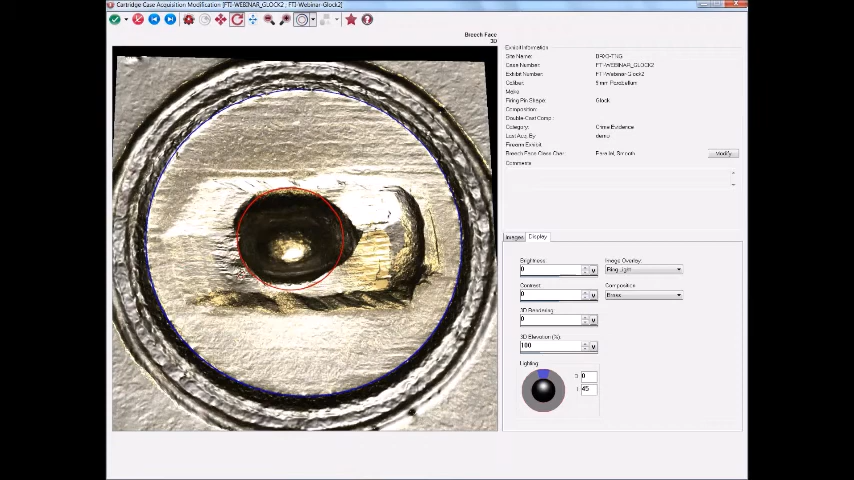 Cartridge Case Acquisition Modification [FTI-WEBINAR_GLOCK2, FTI-Webinar-Glock2]
Breech Face
3D
Exhibit Information
Site Name:
Case Number: FTI-WEBINAR_GLOCK2
Exhibit Number: FTI-Webinar-Glock2
Caliber: 9 mm Parabellum
Make:
Firing Pin Shape: Glock
Composition:
Double-Cast Comp.:
Category: Crime Evidence
Last Acq. By: demo
Firearm Exhibit:
Breech Face Class Char: Parallel, Smooth
Modify
Comments
Images
Display
Brightness:
0
Image Overlay:
Ring Light
Contrast:
0
Composition:
Brass
3D Rendering
0
3D Elevation (%):
100
Lighting
0
45